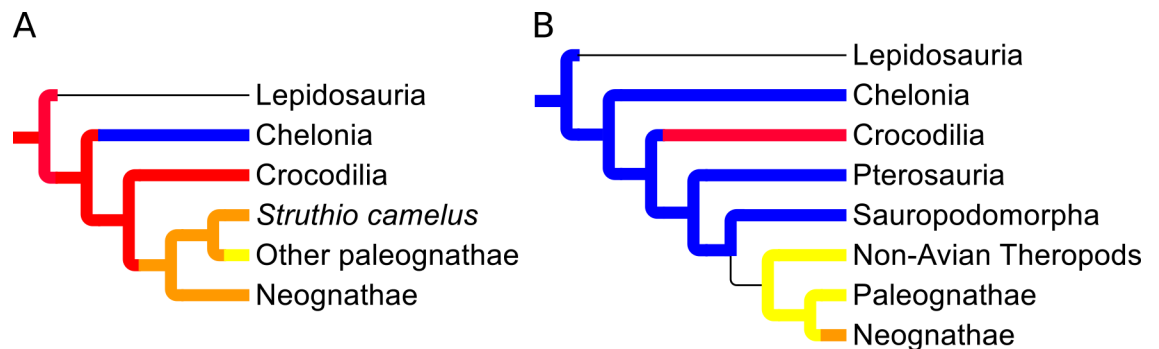 A
Lepidosauria
Chelonia
Crocodilia
Struthio camelus
Other paleognathae
Neognathae
B
Lepidosauria
Chelonia
Crocodilia
Pterosauria
Sauropodomorpha
Non-Avian Theropods
Paleognathae
Neognathae